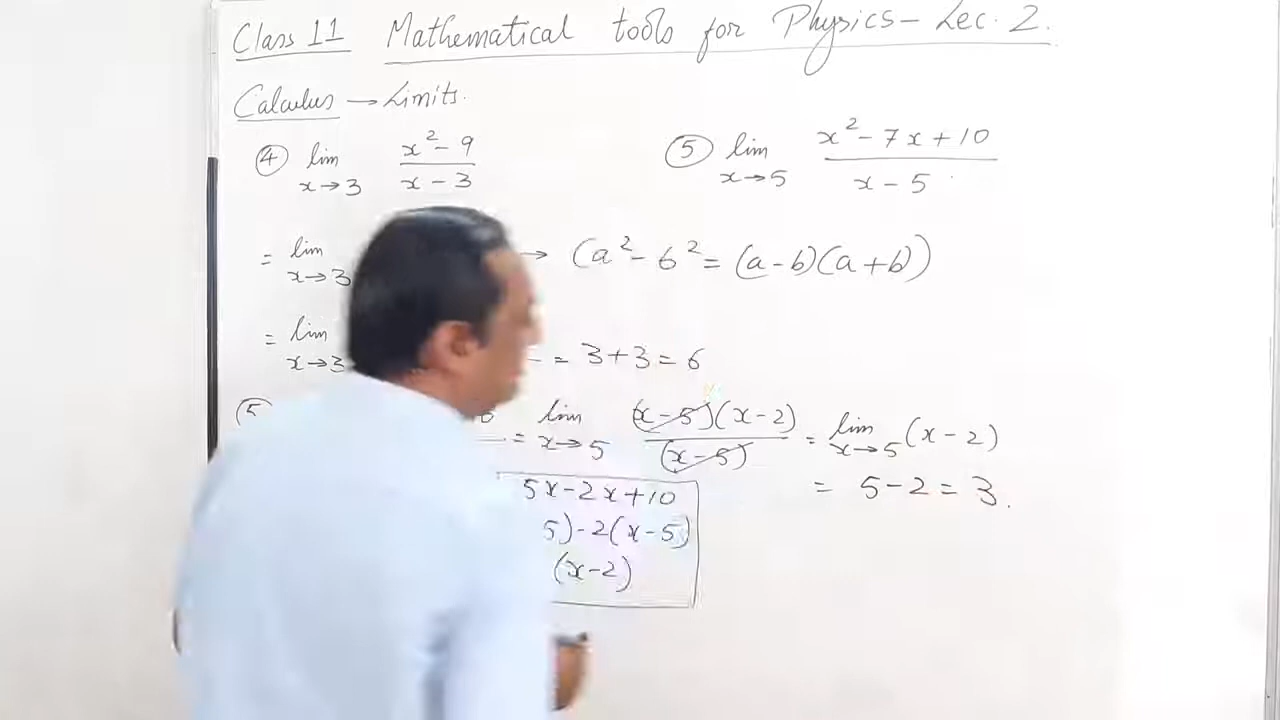 Class 11 Mathematical tools for Physics - Lec. 2.
Calculus → Limits.
④ lim x→3 x² - 9 / x - 3
⑤ lim x→5 x² - 7x + 10 / x - 5
= lim x→3 → (a² - b² = (a - b)(a + b)
= lim x→3 = 3 + 3 = 6
⑤ = lim x→5 (x - 5)(x - 2) / (x - 5) = lim x→5 (x - 2)
= 5 - 2 = 3.
5x - 2x + 10
5) - 2(x - 5)
(x - 2)